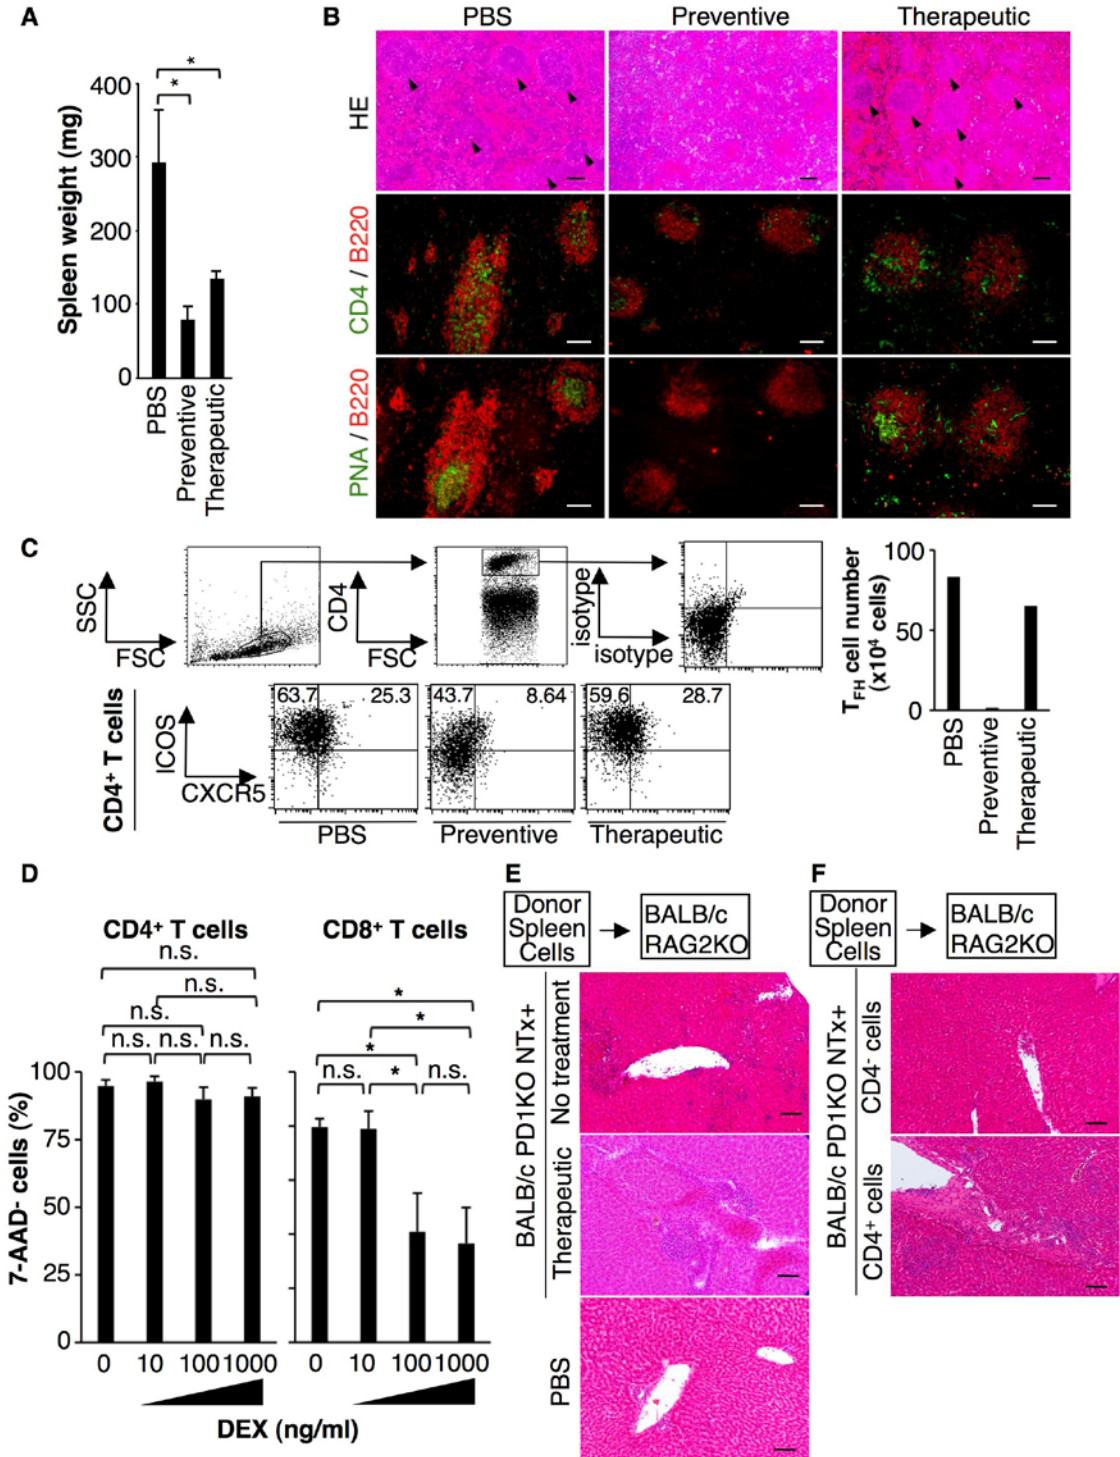 A
Spleen weight (mg)
400
300
200
100
0
*
*
PBS
Preventive
Therapeutic
B
PBS
Preventive
Therapeutic
HE
CD4 / B220
PNA / B220
C
SSC
FSC
CD4
FSC
isotype
isotype
CD4+ T cells
ICOS
CXCR5
63.7
25.3
43.7
8.64
59.6
28.7
PBS
Preventive
Therapeutic
TFH cell number
(x10⁴ cells)
100
50
0
PBS
Preventive
Therapeutic
D
CD4+ T cells
CD8+ T cells
n.s.
n.s.
n.s.
n.s.
n.s.
n.s.
*
*
*
n.s.
*
n.s.
7-AAD- cells (%)
100
75
50
25
0
0 10 100 1000
0 10 100 1000
DEX (ng/ml)
E
Donor
Spleen
Cells
BALB/c
RAG2KO
BALB/c PD1KO NTx+
No treatment
Therapeutic
PBS
F
Donor
Spleen
Cells
BALB/c
RAG2KO
BALB/c PD1KO NTx+
CD4- cells
CD4+ cells